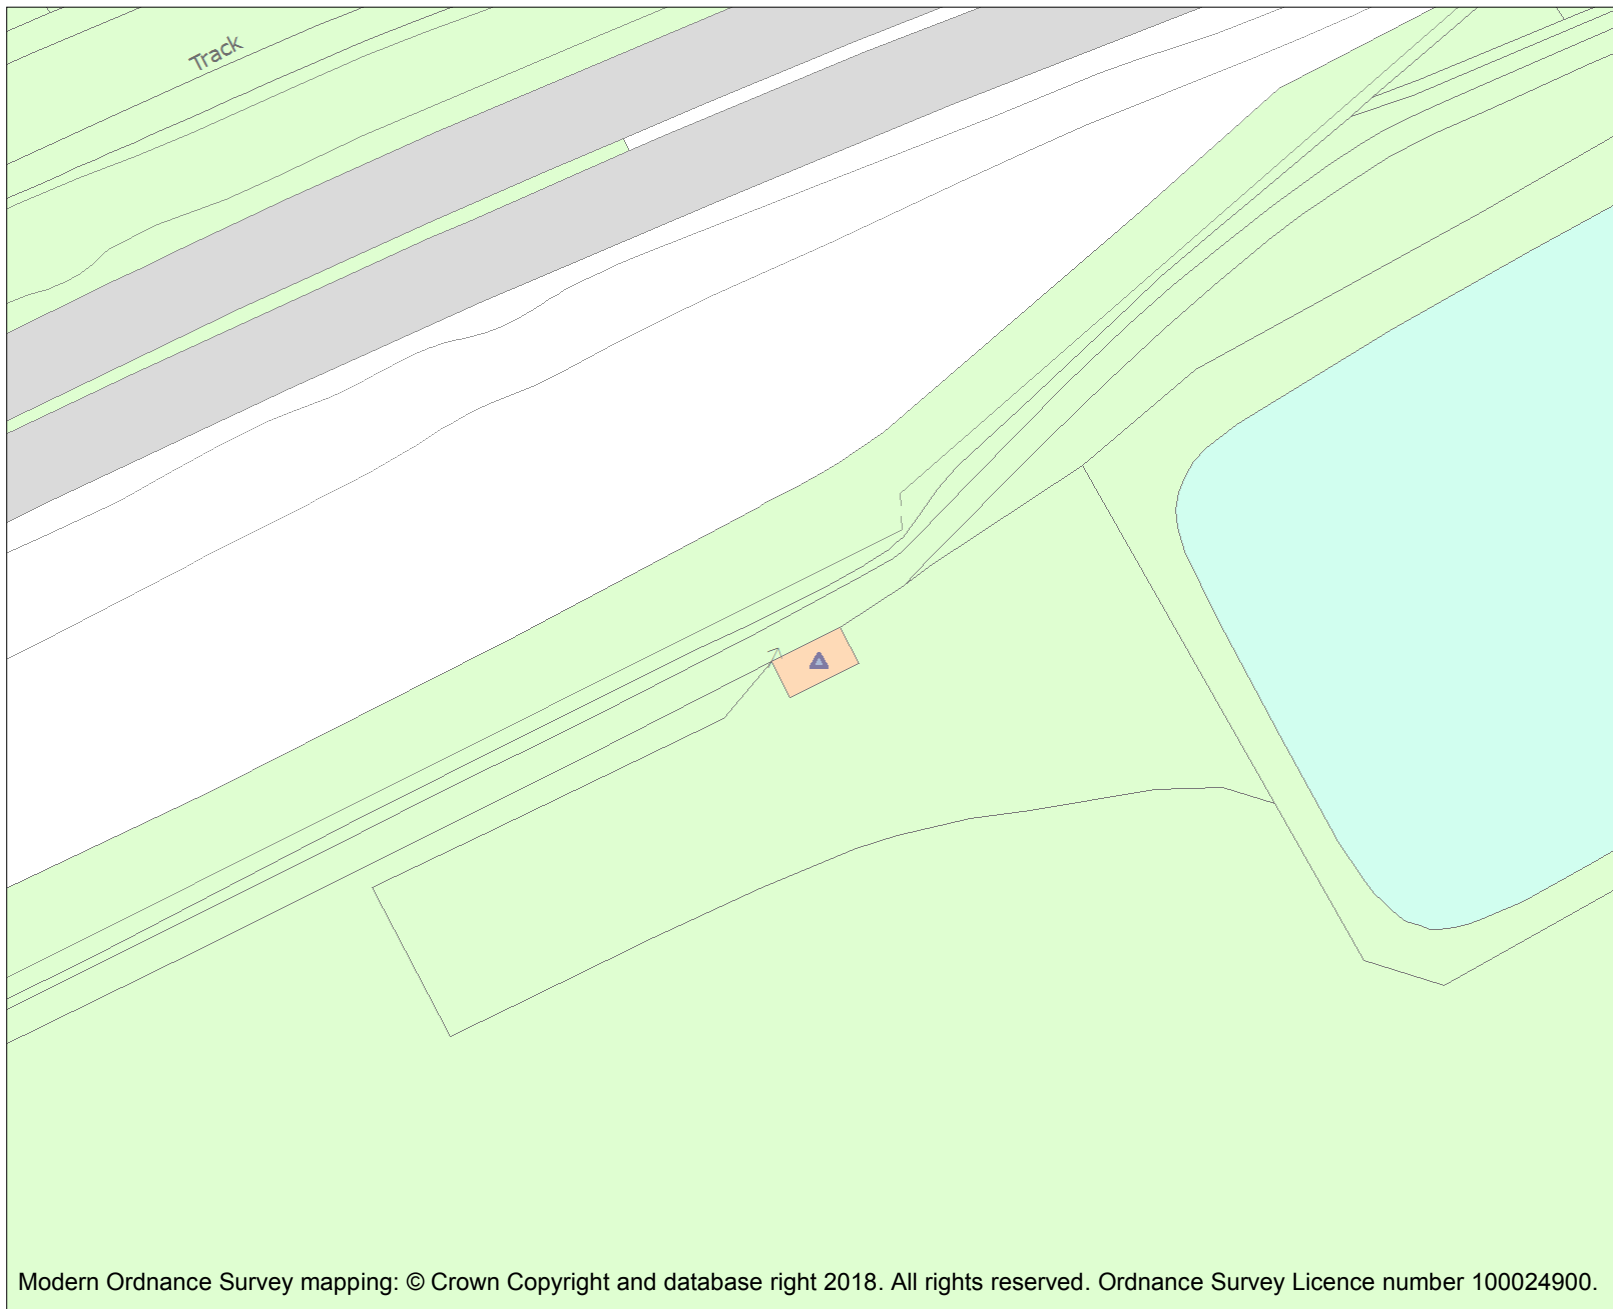 Track
Modern Ordnance Survey mapping: © Crown Copyright and database right 2018. All rights reserved. Ordnance Survey Licence number 100024900.